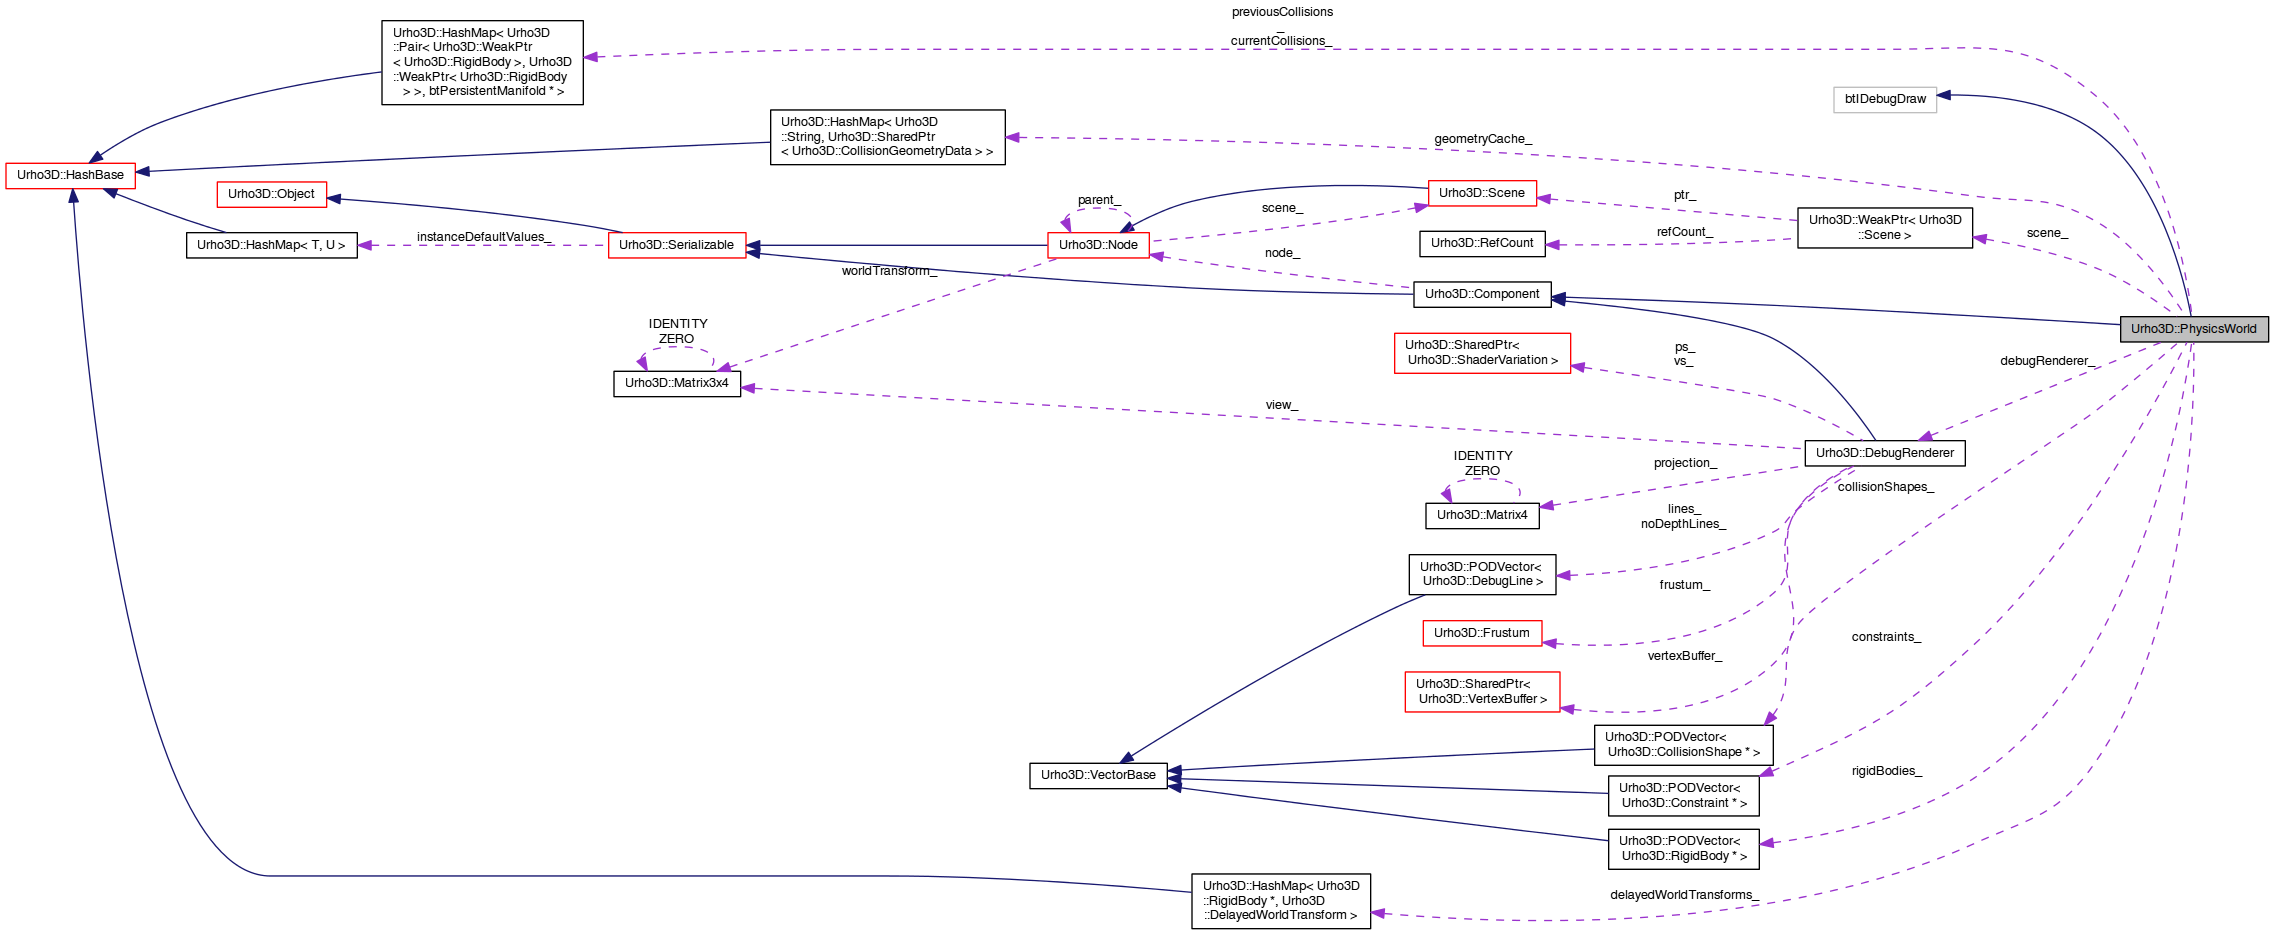 previousCollisions
_
currentCollisions_
Urho3D::HashMap< Urho3D
::Pair< Urho3D::WeakPtr
< Urho3D::RigidBody >, Urho3D
::WeakPtr< Urho3D::RigidBody
> >, btPersistentManifold * >
btIDebugDraw
Urho3D::HashMap< Urho3D
::String, Urho3D::SharedPtr
< Urho3D::CollisionGeometryData > >
geometryCache_
Urho3D::HashBase
Urho3D::Object
Urho3D::HashMap< T, U >
instanceDefaultValues_
Urho3D::Serializable
parent_
Urho3D::Node
scene_
Urho3D::Scene
ptr_
Urho3D::WeakPtr< Urho3D
::Scene >
scene_
Urho3D::RefCount
refCount_
node_
worldTransform_
Urho3D::Component
Urho3D::PhysicsWorld
IDENTITY
ZERO
Urho3D::Matrix3x4
Urho3D::SharedPtr<
Urho3D::ShaderVariation >
ps_
vs_
debugRenderer_
view_
Urho3D::DebugRenderer
IDENTITY
ZERO
Urho3D::Matrix4
projection_
collisionShapes_
lines_
noDepthLines_
Urho3D::PODVector<
Urho3D::DebugLine >
frustum_
Urho3D::Frustum
constraints_
vertexBuffer_
Urho3D::SharedPtr<
Urho3D::VertexBuffer >
Urho3D::PODVector<
Urho3D::CollisionShape * >
Urho3D::VectorBase
rigidBodies_
Urho3D::PODVector<
Urho3D::Constraint * >
Urho3D::PODVector<
Urho3D::RigidBody * >
Urho3D::HashMap< Urho3D
::RigidBody *, Urho3D
::DelayedWorldTransform >
delayedWorldTransforms_